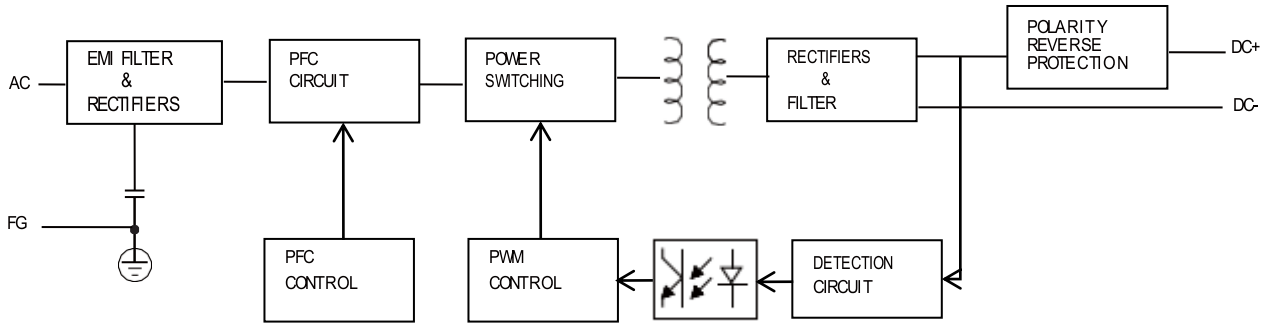 AC
EMI FILTER
&
RECTIFIERS
PFC
CIRCUIT
POWER
SWITCHING
RECTIFIERS
&
FILTER
POLARITY
REVERSE
PROTECTION
DC+
DC-
FG
PFC
CONTROL
PWM
CONTROL
DETECTION
CIRCUIT